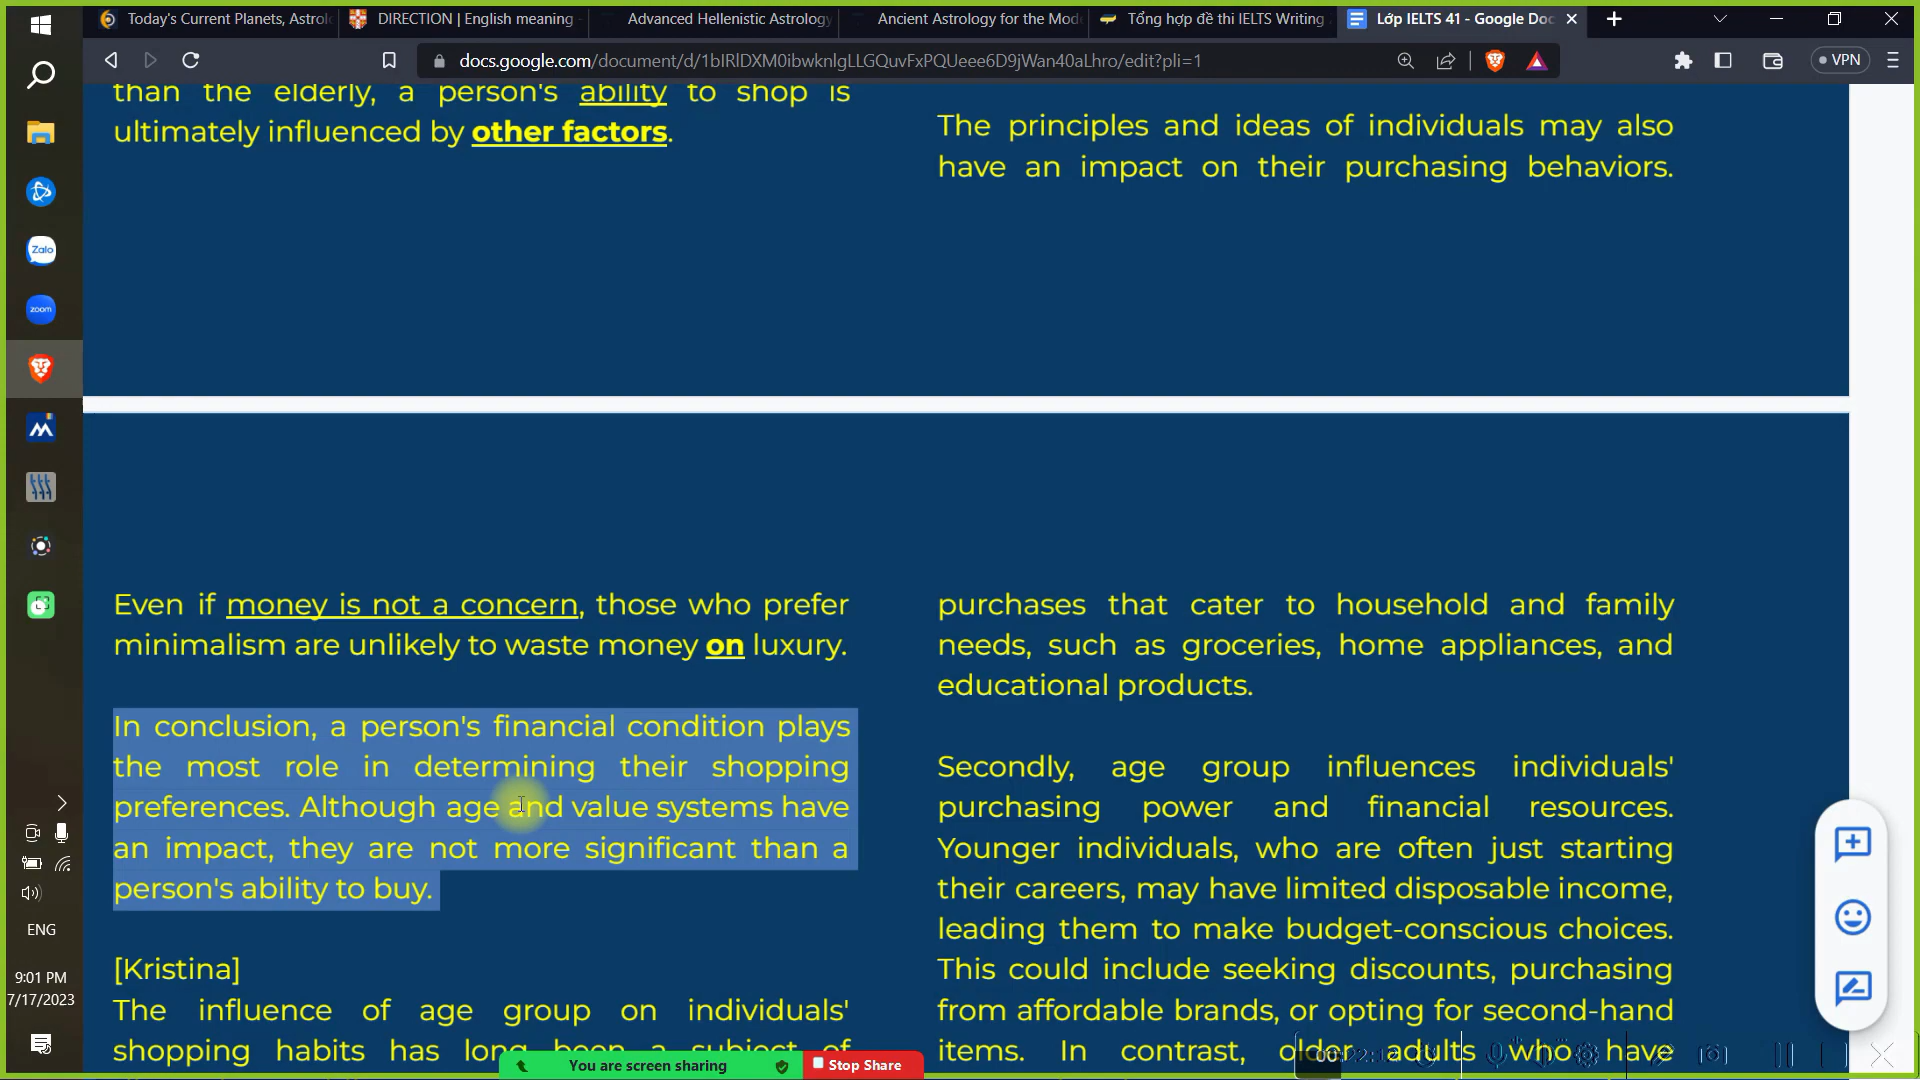 Today's Current Planets, Astrol
DIRECTION | English meaning
Advanced Hellenistic Astrology
Ancient Astrology for the Mod
Tổng hợp đề thi IELTS Writing
Lớp IELTS 41 - Google Doc
docs.google.com/document/d/1bIRlDXM0ibwknlgLLGQuvFxPQUeee6D9jWan40aLhro/edit?pli=1
VPN
than the elderly, a person's ability to shop is
ultimately influenced by other factors.
Even if money is not a concern, those who prefer
minimalism are unlikely to waste money on luxury.
In conclusion, a person's financial condition plays
the most role in determining their shopping
preferences. Although age and value systems have
an impact, they are not more significant than a
person's ability to buy.
[Kristina]
The influence of age group on individuals'
shopping habits has long been a subject of
The principles and ideas of individuals may also
have an impact on their purchasing behaviors.
purchases that cater to household and family
needs, such as groceries, home appliances, and
educational products.
Secondly, age group influences individuals'
purchasing power and financial resources.
Younger individuals, who are often just starting
their careers, may have limited disposable income,
leading them to make budget-conscious choices.
This could include seeking discounts, purchasing
from affordable brands, or opting for second-hand
items. In contrast, older adults who have
Zalo
zoom
ENG
9:01 PM
7/17/2023
You are screen sharing
Stop Share